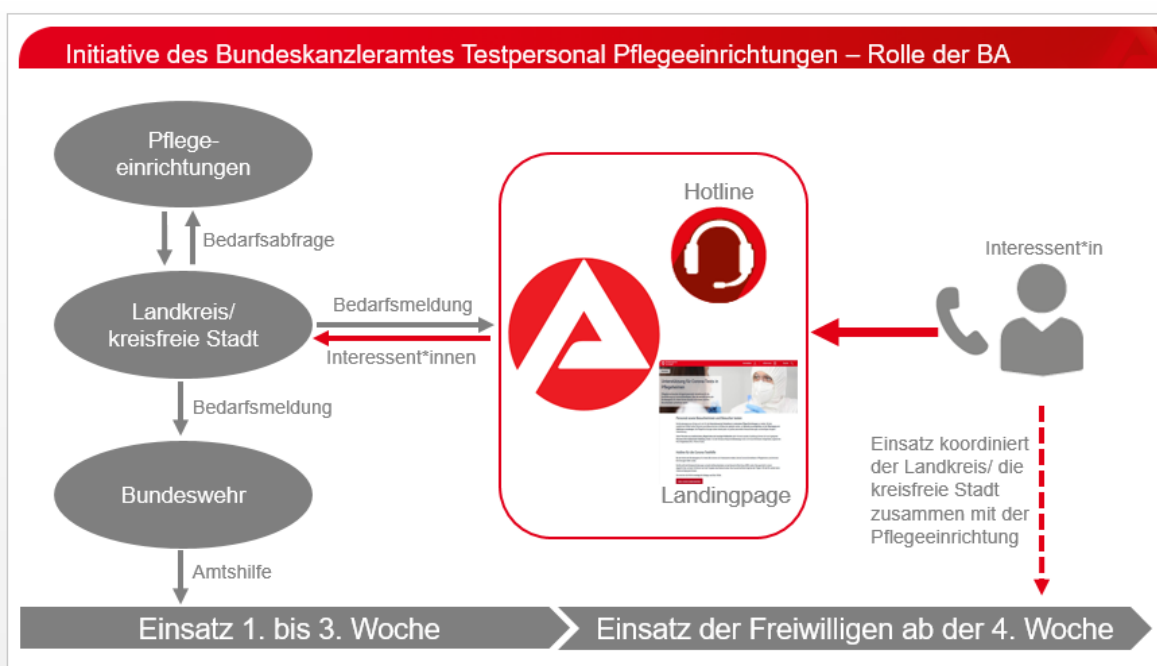 Initiative des Bundeskanzleramtes Testpersonal Pflegeeinrichtungen – Rolle der BA
Pflege-
einrichtungen
Bedarfsabfrage
Landkreis/
kreisfreie Stadt
Bedarfsmeldung
Interessent*innen
Bedarfsmeldung
Bundeswehr
Amtshilfe
Hotline
Landingpage
Interessent*in
Einsatz koordiniert
der Landkreis/ die
kreisfreie Stadt
zusammen mit der
Pflegeeinrichtung
Einsatz 1. bis 3. Woche
Einsatz der Freiwilligen ab der 4. Woche